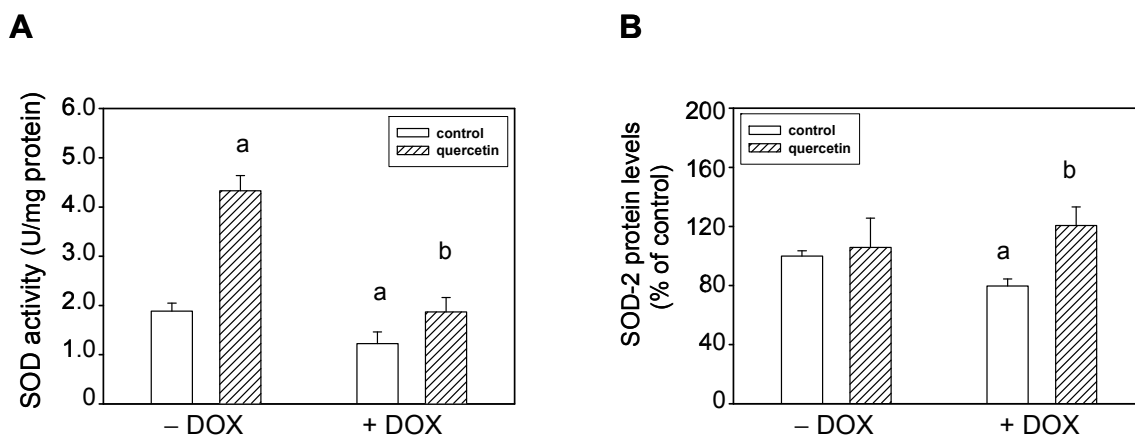 A
SOD activity (U/mg protein)
6.0
5.0
4.0
3.0
2.0
1.0
0
control
quercetin
a
a
b
– DOX
+ DOX
B
SOD-2 protein levels
(% of control)
200
160
120
80
40
0
control
quercetin
a
b
– DOX
+ DOX